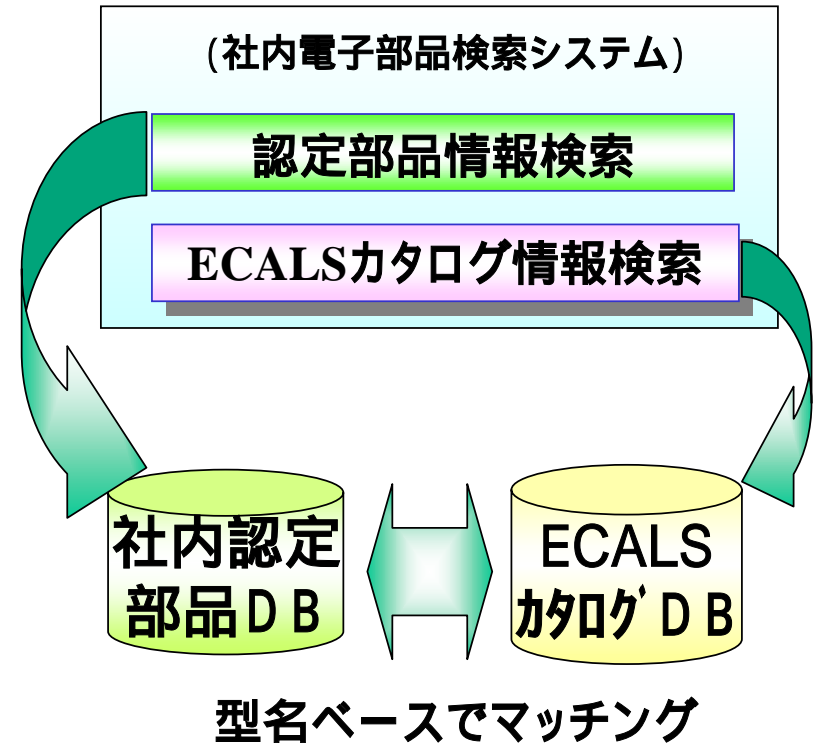 (社内電子部品検索システム)
認定部品情報検索
ECALSカタログ情報検索
社内認定
部品DB
ECALS
カタログDB
型名ベースでマッチング